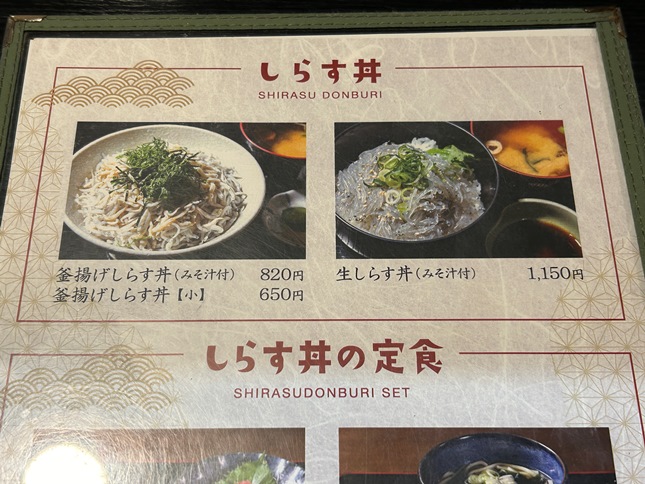 しらす丼
SHIRASU DONBURI
釜揚げしらす丼(みそ汁付) 820円
釜揚げしらす丼【小】 650円
生しらす丼(みそ汁付) 1,150円
しらす丼の定食
SHIRASUDONBURI SET